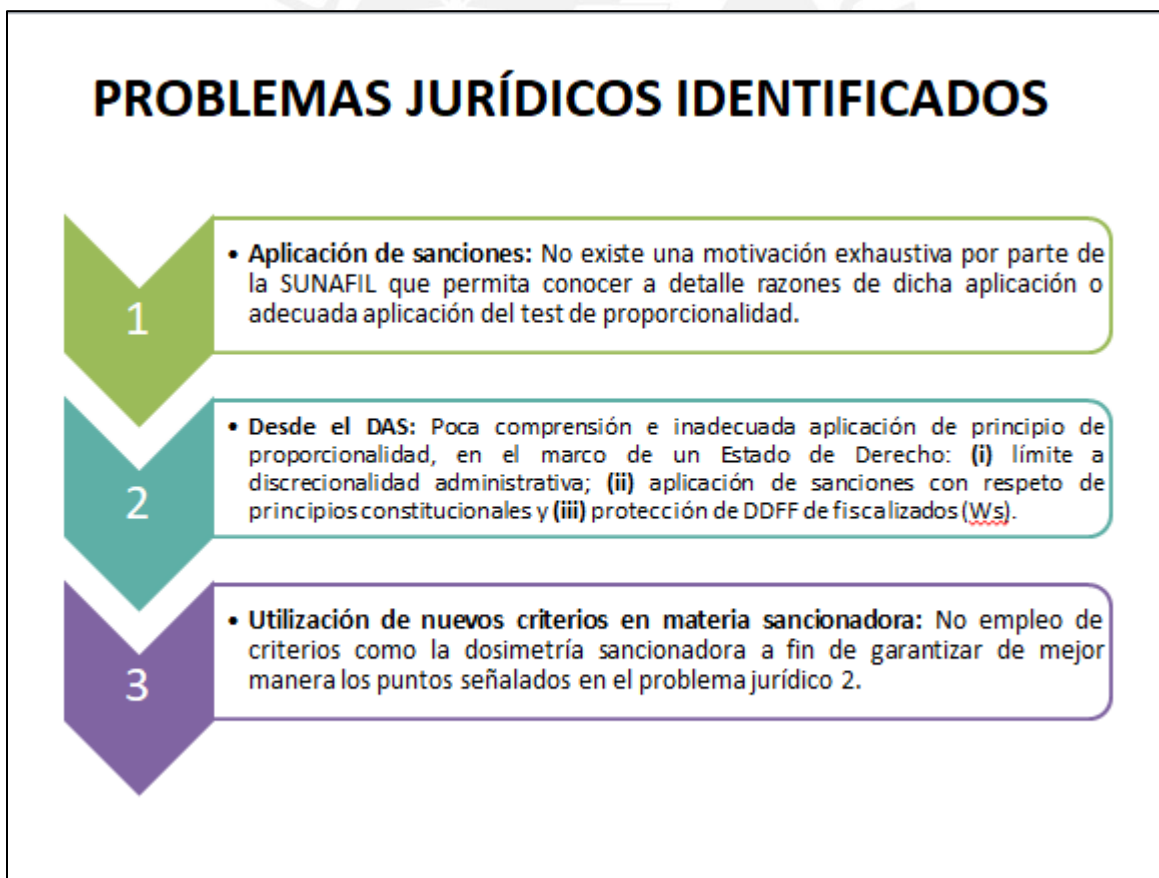 PROBLEMAS JURÍDICOS IDENTIFICADOS
1
• Aplicación de sanciones: No existe una motivación exhaustiva por parte de
la SUNAFIL que permita conocer a detalle razones de dicha aplicación o
adecuada aplicación del test de proporcionalidad.
2
• Desde el DAS: Poca comprensión e inadecuada aplicación de principio de
proporcionalidad, en el marco de un Estado de Derecho: (i) límite a
discrecionalidad administrativa; (ii) aplicación de sanciones con respeto de
principios constitucionales y (iii) protección de DDFF de fiscalizados (Ws).
3
• Utilización de nuevos criterios en materia sancionadora: No empleo de
criterios como la dosimetría sancionadora a fin de garantizar de mejor
manera los puntos señalados en el problema jurídico 2.